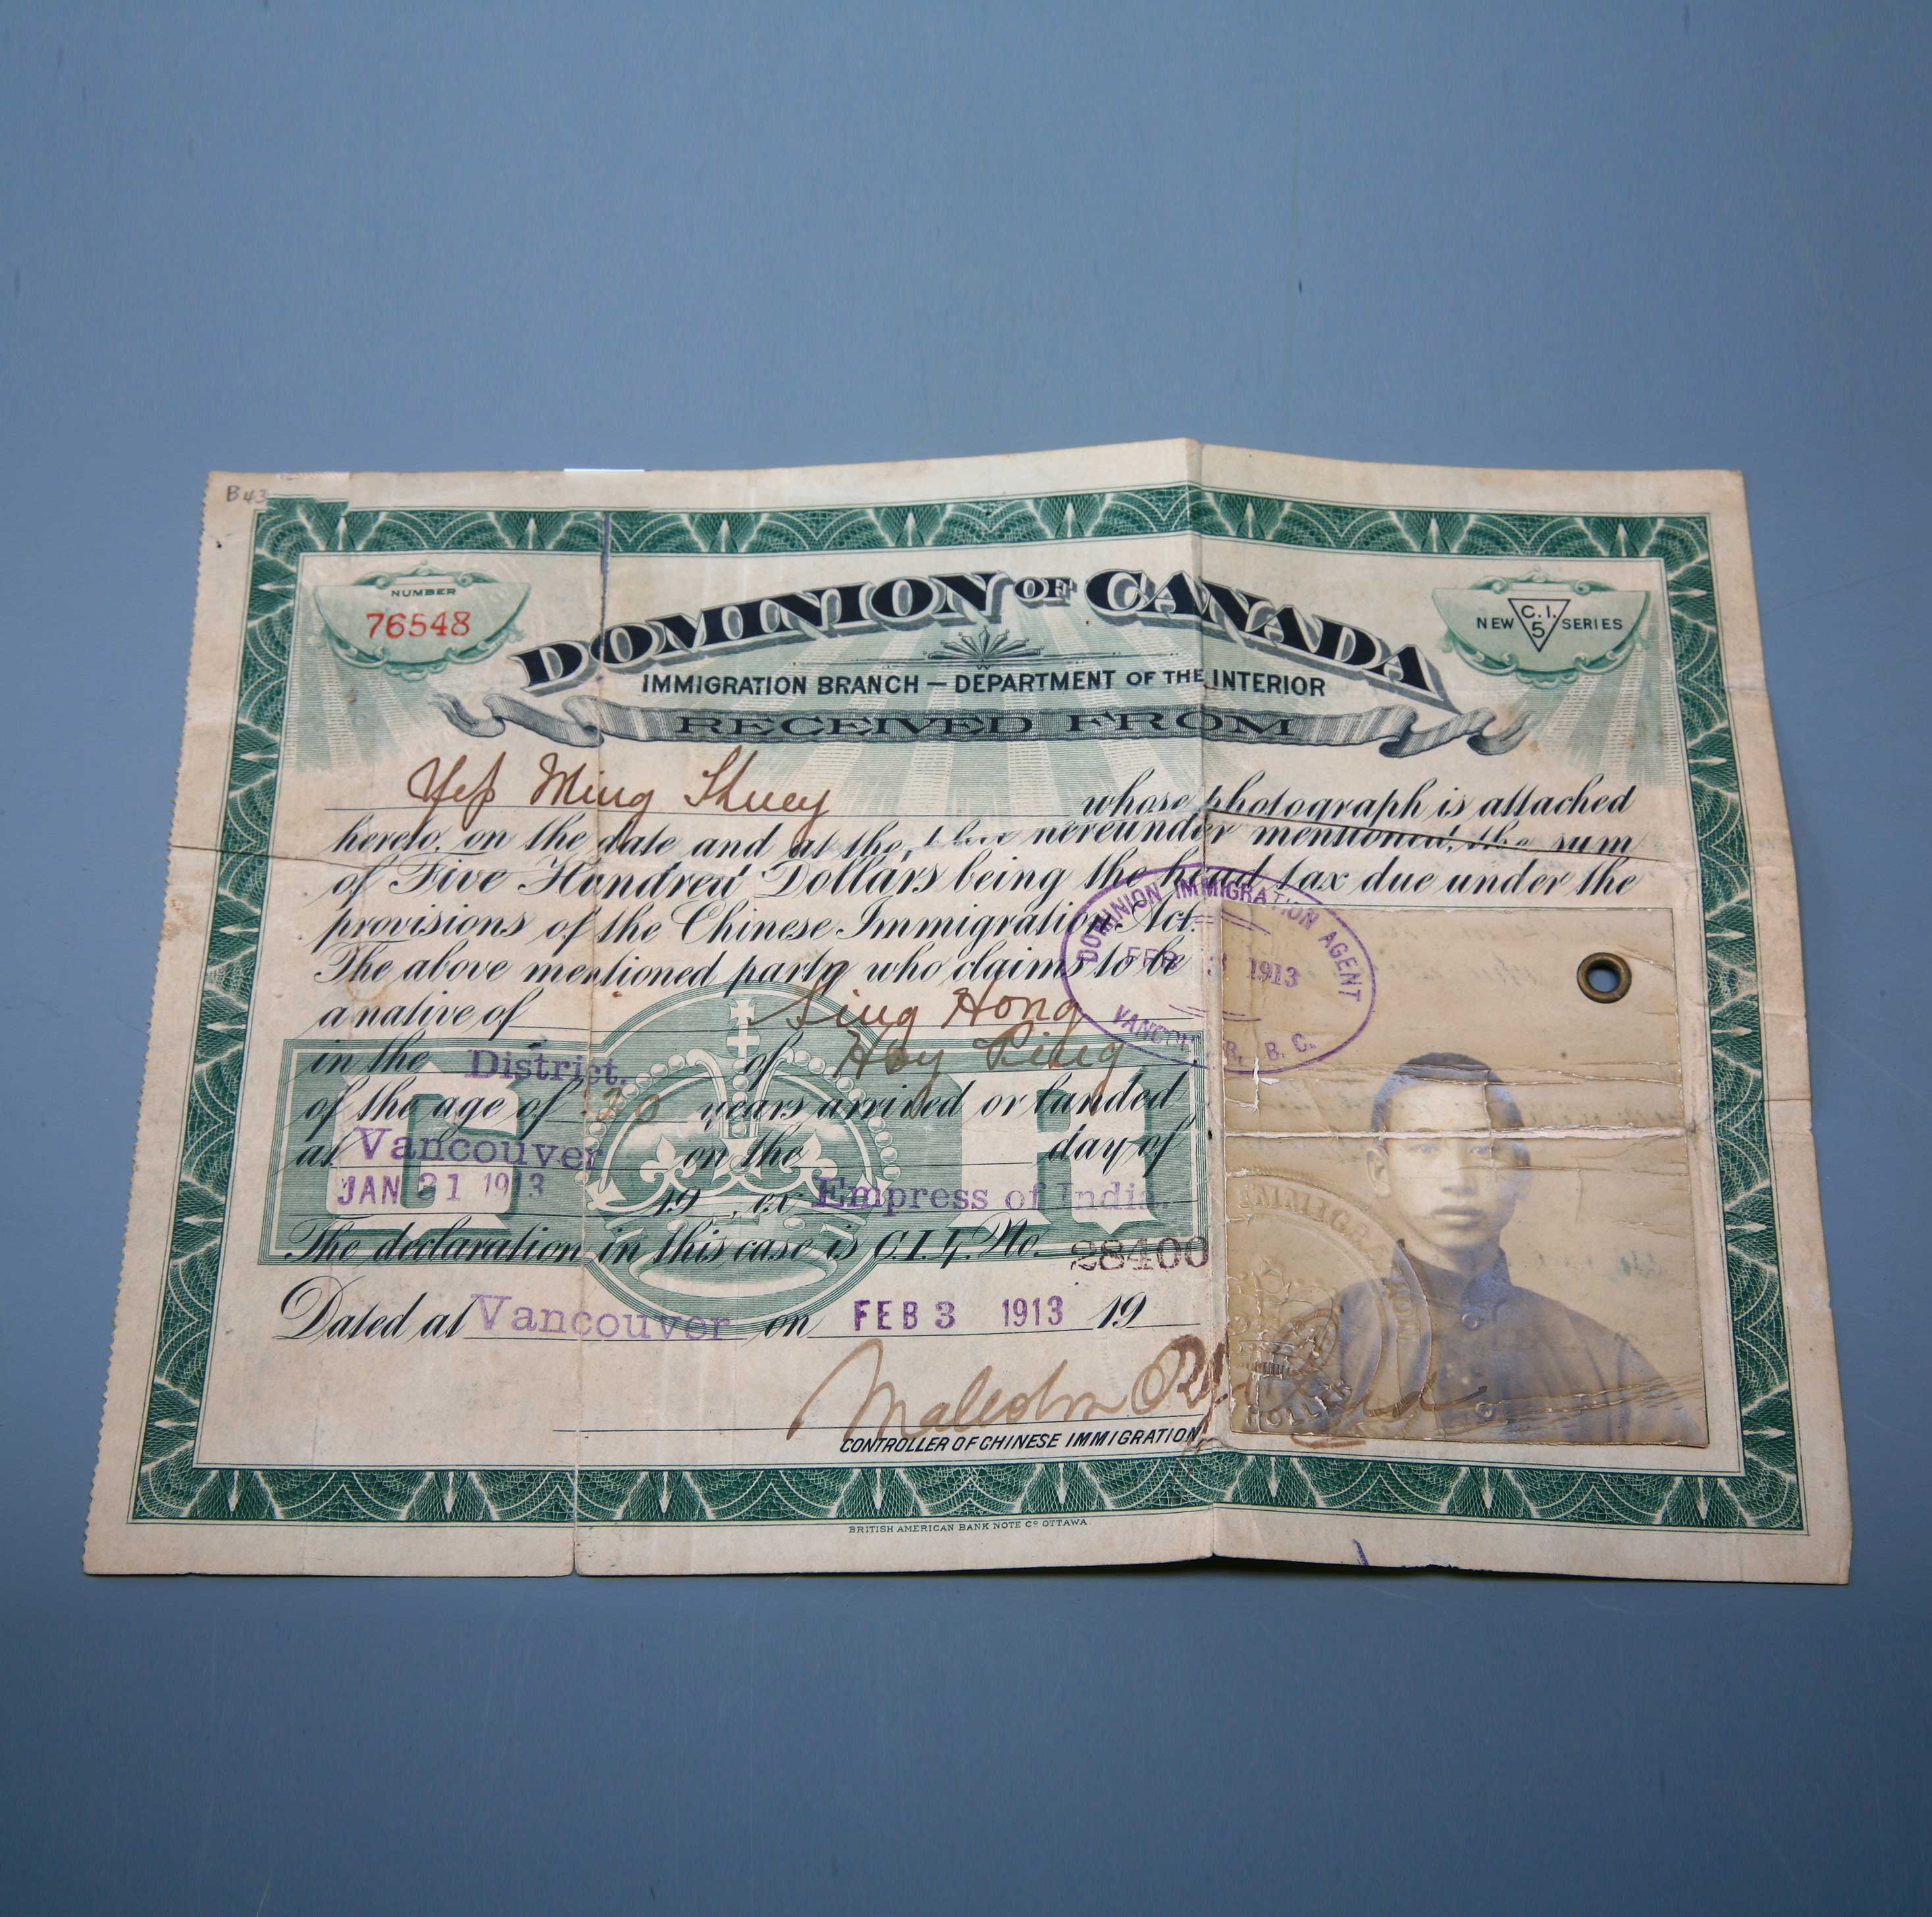 B43
NUMBER
76548
DOMINION OF CANADA
NEW C.I. 5 SERIES
IMMIGRATION BRANCH — DEPARTMENT OF THE INTERIOR
RECEIVED FROM
Yep Ming Shuey whose photograph is attached
hereto, on the date and at the place hereunder mentioned, the sum
of Five Hundred Dollars being the head tax due under the
provisions of the Chinese Immigration Act.
The above mentioned party who claims to be
a native of Sing Hong
in the District of Hoy Ping
of the age of 20 years arrived or landed
at Vancouver on the day of
JAN 31 1913 19 , ex Empress of India.
The declaration in this case is C.I.4. No. 28400
Dated at Vancouver on FEB 3 1913 19
Malcolm
CONTROLLER OF CHINESE IMMIGRATION
DOMINION IMMIGRATION AGENT
FEB 3 1913
VANCOUVER, B. C.
IMMIGRATION
BRITISH AMERICAN BANK NOTE CO OTTAWA